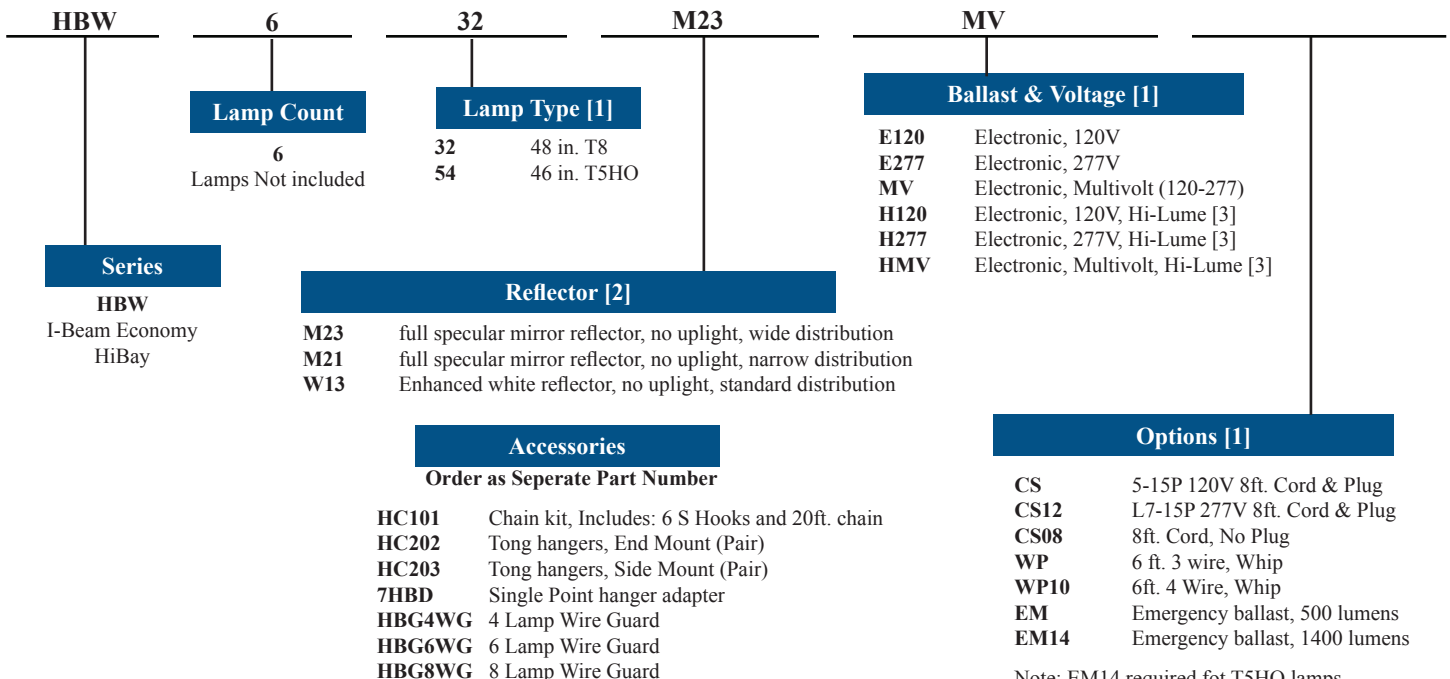 HBW 6 32 M23 MV
Lamp Count
6
Lamps Not included
Lamp Type [1]
32 48 in. T8
54 46 in. T5HO
Ballast & Voltage [1]
E120 Electronic, 120V
E277 Electronic, 277V
MV Electronic, Multivolt (120-277)
H120 Electronic, 120V, Hi-Lume [3]
H277 Electronic, 277V, Hi-Lume [3]
HMV Electronic, Multivolt, Hi-Lume [3]
Series
HBW
I-Beam Economy
HiBay
Reflector [2]
M23 full specular mirror reflector, no uplight, wide distribution
M21 full specular mirror reflector, no uplight, narrow distribution
W13 Enhanced white reflector, no uplight, standard distribution
Accessories
Order as Seperate Part Number
HC101 Chain kit, Includes: 6 S Hooks and 20ft. chain
HC202 Tong hangers, End Mount (Pair)
HC203 Tong hangers, Side Mount (Pair)
7HBD Single Point hanger adapter
HBG4WG 4 Lamp Wire Guard
HBG6WG 6 Lamp Wire Guard
HBG8WG 8 Lamp Wire Guard
Options [1]
CS 5-15P 120V 8ft. Cord & Plug
CS12 L7-15P 277V 8ft. Cord & Plug
CS08 8ft. Cord, No Plug
WP 6 ft. 3 wire, Whip
WP10 6ft. 4 Wire, Whip
EM Emergency ballast, 500 lumens
EM14 Emergency ballast, 1400 lumens
Note: EM14 required fot T5HO lamps